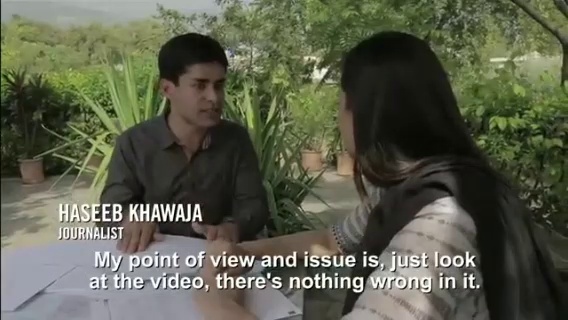 HASEEB KHAWAJA
JOURNALIST
My point of view and issue is, just look
at the video, there's nothing wrong in it.